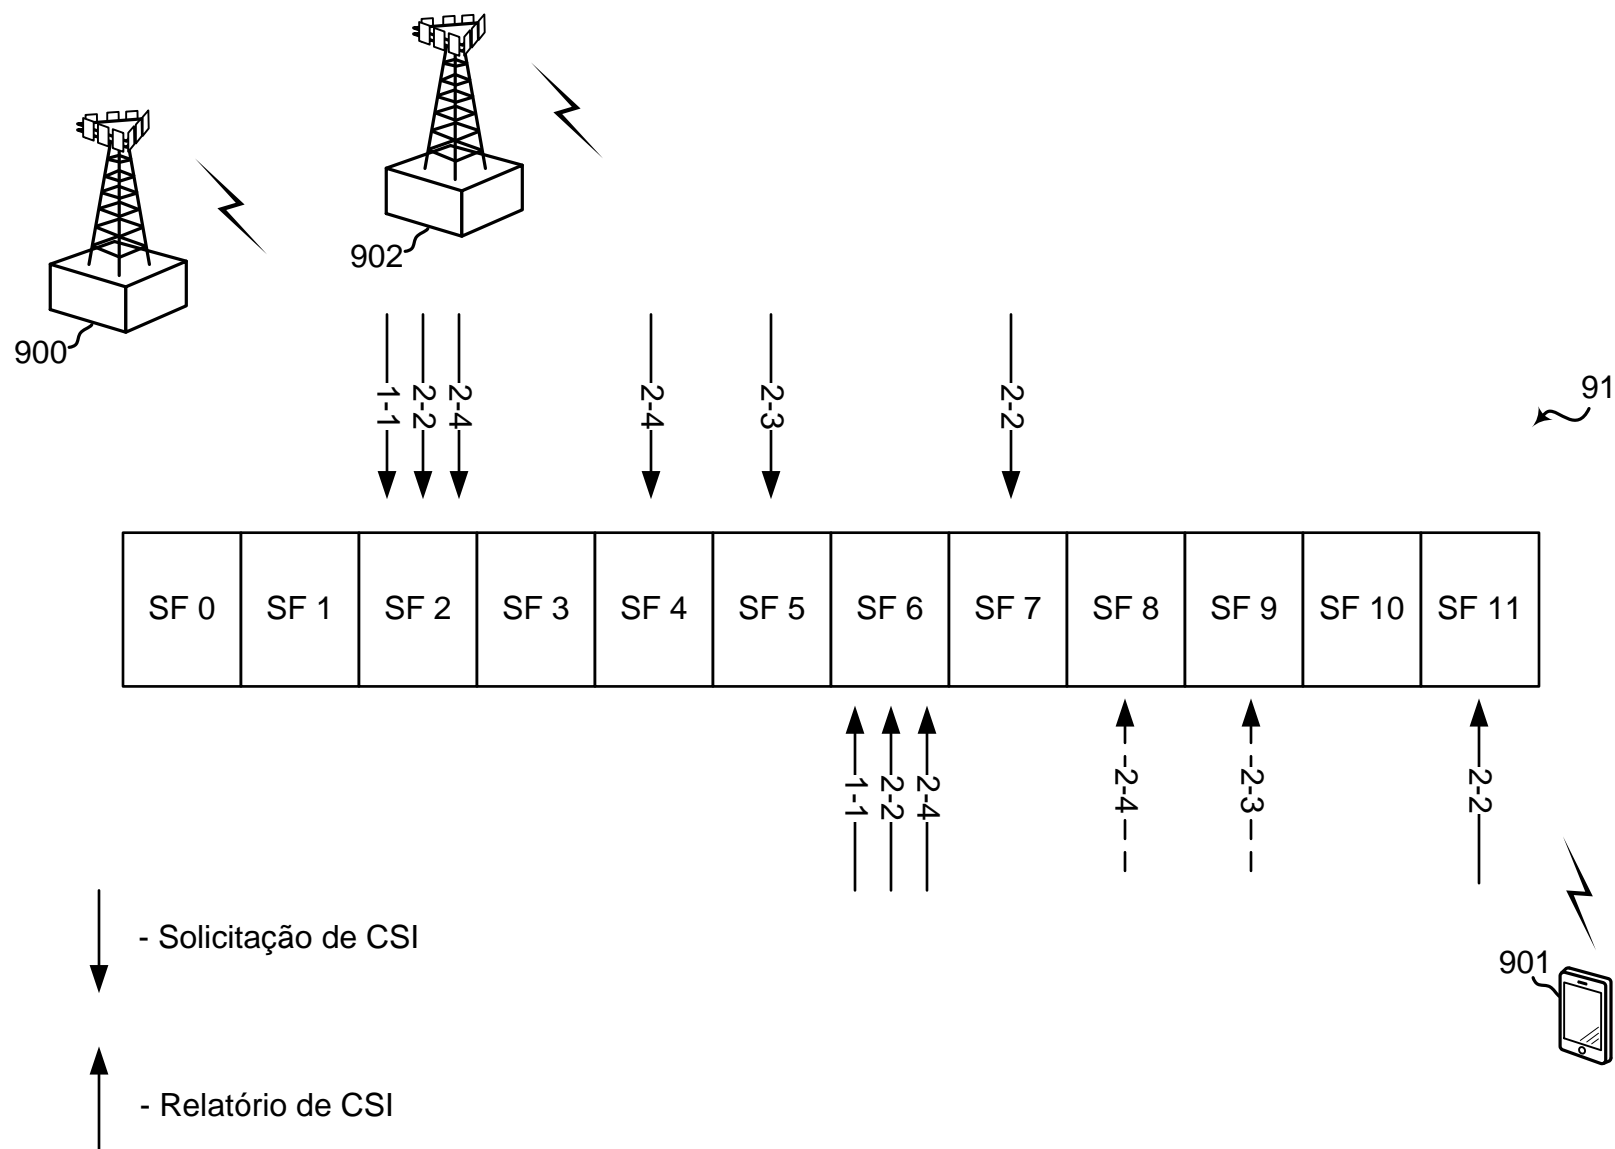 902
900
1-1
2-2
2-4
2-4
2-3
2-2
91
SF 0
SF 1
SF 2
SF 3
SF 4
SF 5
SF 6
SF 7
SF 8
SF 9
SF 10
SF 11
1-1
2-2
2-4
2-4
2-3
2-2
- Solicitação de CSI
901
- Relatório de CSI